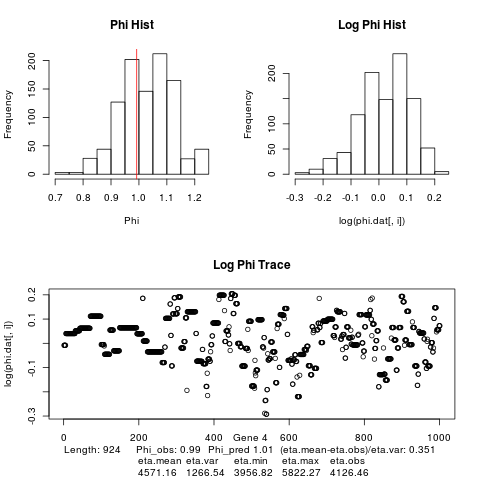 Phi Hist
Log Phi Hist
Frequency
0 50 100 200
0.7 0.8 0.9 1.0 1.1 1.2
Phi
Frequency
0 50 150
-0.3 -0.2 -0.1 0.0 0.1 0.2
log(phi.dat[, i])
Log Phi Trace
log(phi.dat[, i])
-0.3 -0.1 0.1 0.2
0 200 400 600 800 1000
Gene 4
Length: 924 Phi_obs: 0.99 Phi_pred 1.01 (eta.mean-eta.obs)/eta.var: 0.351
eta.mean eta.var eta.min eta.max eta.obs
4571.16 1266.54 3956.82 5822.27 4126.46